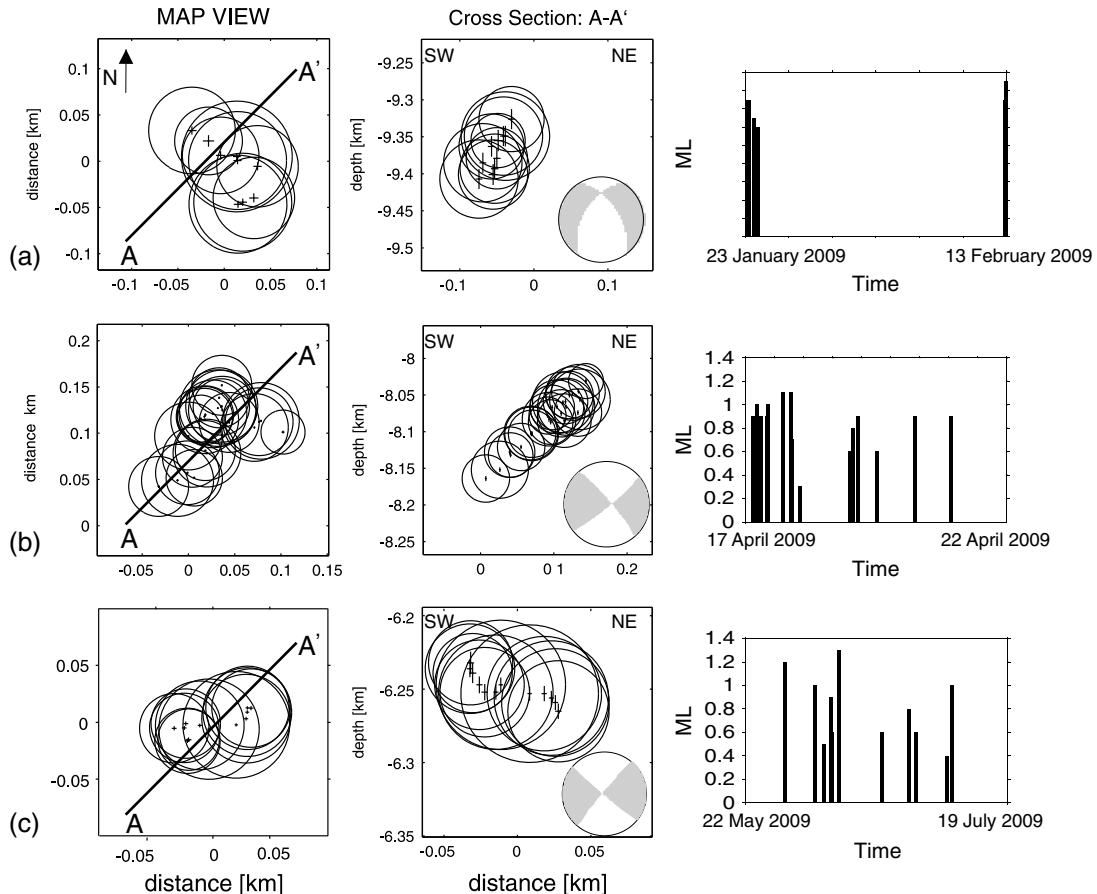 MAP VIEW
Cross Section: A-A'
(a)
distance [km]
0.1
0.05
0
-0.05
-0.1
N
A'
A
-0.1 -0.05 0 0.05 0.1
depth [km]
-9.25
-9.3
-9.35
-9.4
-9.45
-9.5
SW NE
-0.1 0 0.1
ML
23 January 2009 13 February 2009
Time
(b)
distance km
0.2
0.15
0.1
0.05
0
A'
A
-0.05 0 0.05 0.1 0.15
depth [km]
-8
-8.05
-8.1
-8.15
-8.2
-8.25
SW NE
0 0.1 0.2
ML
1.4
1.2
1
0.8
0.6
0.4
0.2
0
17 April 2009 22 April 2009
Time
(c)
0.05
0
-0.05
A'
A
-0.05 0 0.05
distance [km]
depth [km]
-6.2
-6.25
-6.3
-6.35
SW NE
-0.05 0 0.05
distance [km]
ML
1.4
1.2
1
0.8
0.6
0.4
0.2
0
22 May 2009 19 July 2009
Time